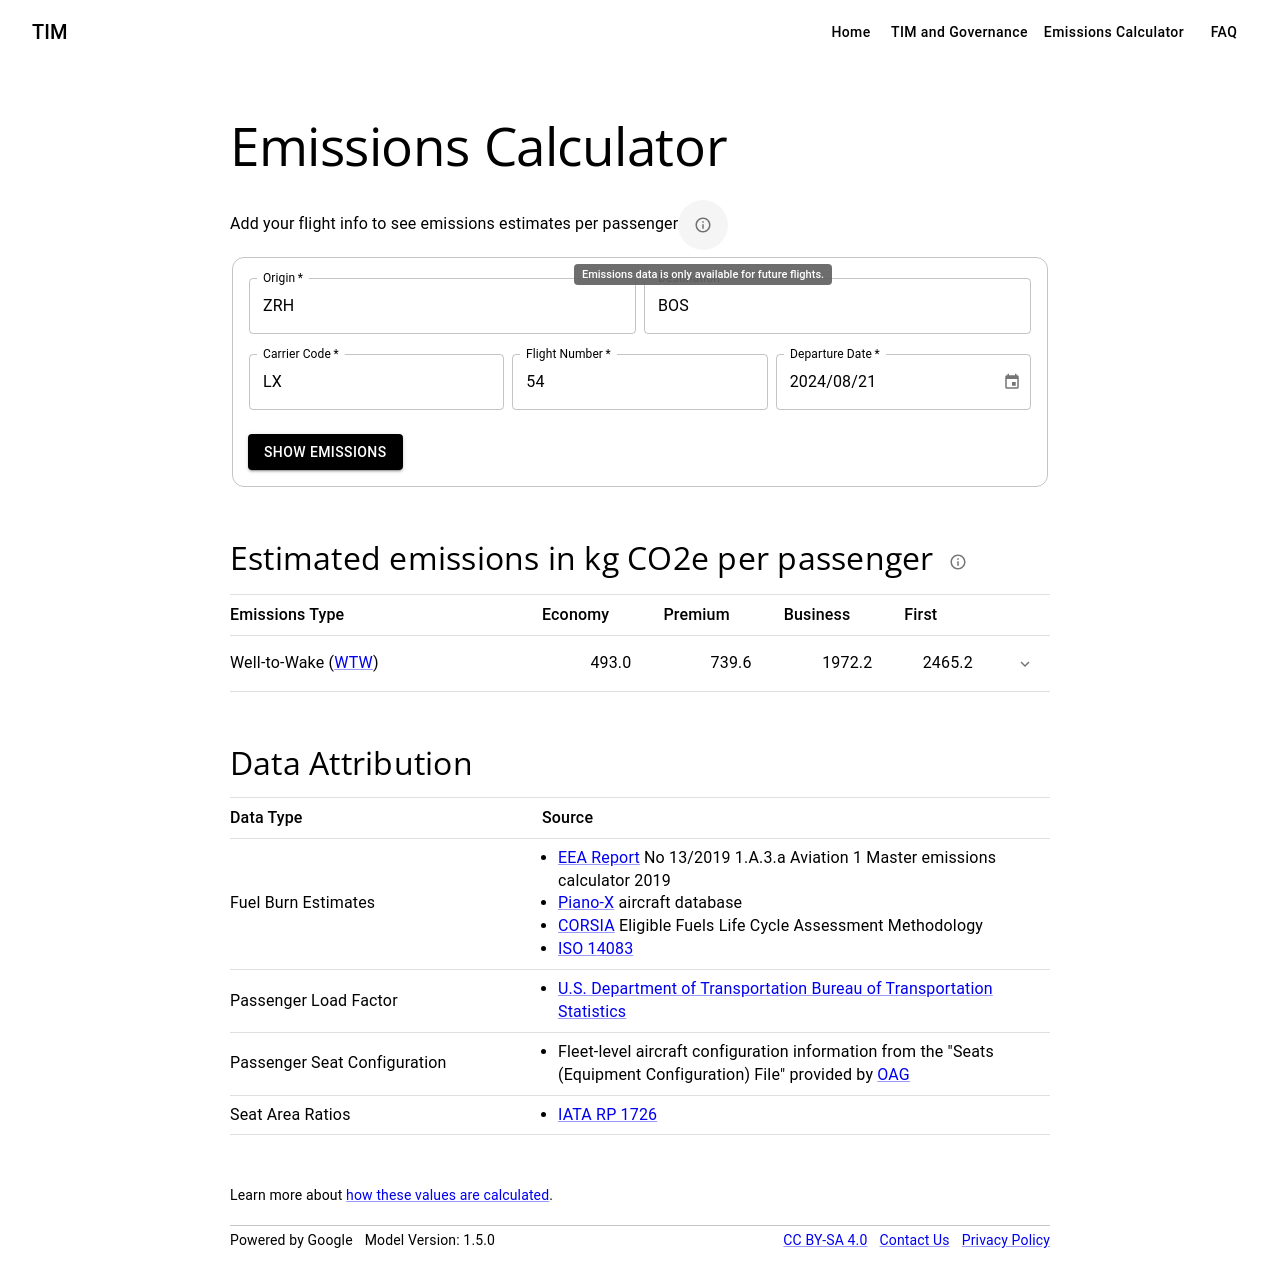 TIM
Home
TIM and Governance
Emissions Calculator
FAQ
Emissions Calculator
Add your flight info to see emissions estimates per passenger
Emissions data is only available for future flights.
Origin *
ZRH
BOS
Carrier Code *
LX
Flight Number *
54
Departure Date *
2024/08/21
SHOW EMISSIONS
Estimated emissions in kg CO2e per passenger
Emissions Type Economy Premium Business First
Well-to-Wake (WTW) 493.0 739.6 1972.2 2465.2
Data Attribution
Data Type Source
Fuel Burn Estimates
• EEA Report No 13/2019 1.A.3.a Aviation 1 Master emissions
calculator 2019
• Piano-X aircraft database
• CORSIA Eligible Fuels Life Cycle Assessment Methodology
• ISO 14083
Passenger Load Factor
• U.S. Department of Transportation Bureau of Transportation
Statistics
Passenger Seat Configuration
• Fleet-level aircraft configuration information from the "Seats
(Equipment Configuration) File" provided by OAG
Seat Area Ratios
• IATA RP 1726
Learn more about how these values are calculated.
Powered by Google Model Version: 1.5.0
CC BY-SA 4.0 Contact Us Privacy Policy